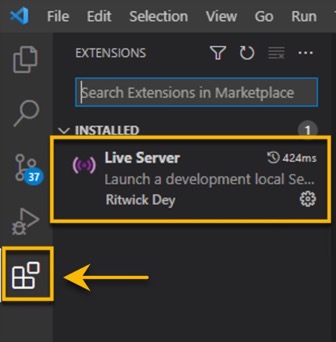 File Edit Selection View Go Run
EXTENSIONS
Search Extensions in Marketplace
INSTALLED 1
Live Server 424ms
Launch a development local Se...
Ritwick Dey
37